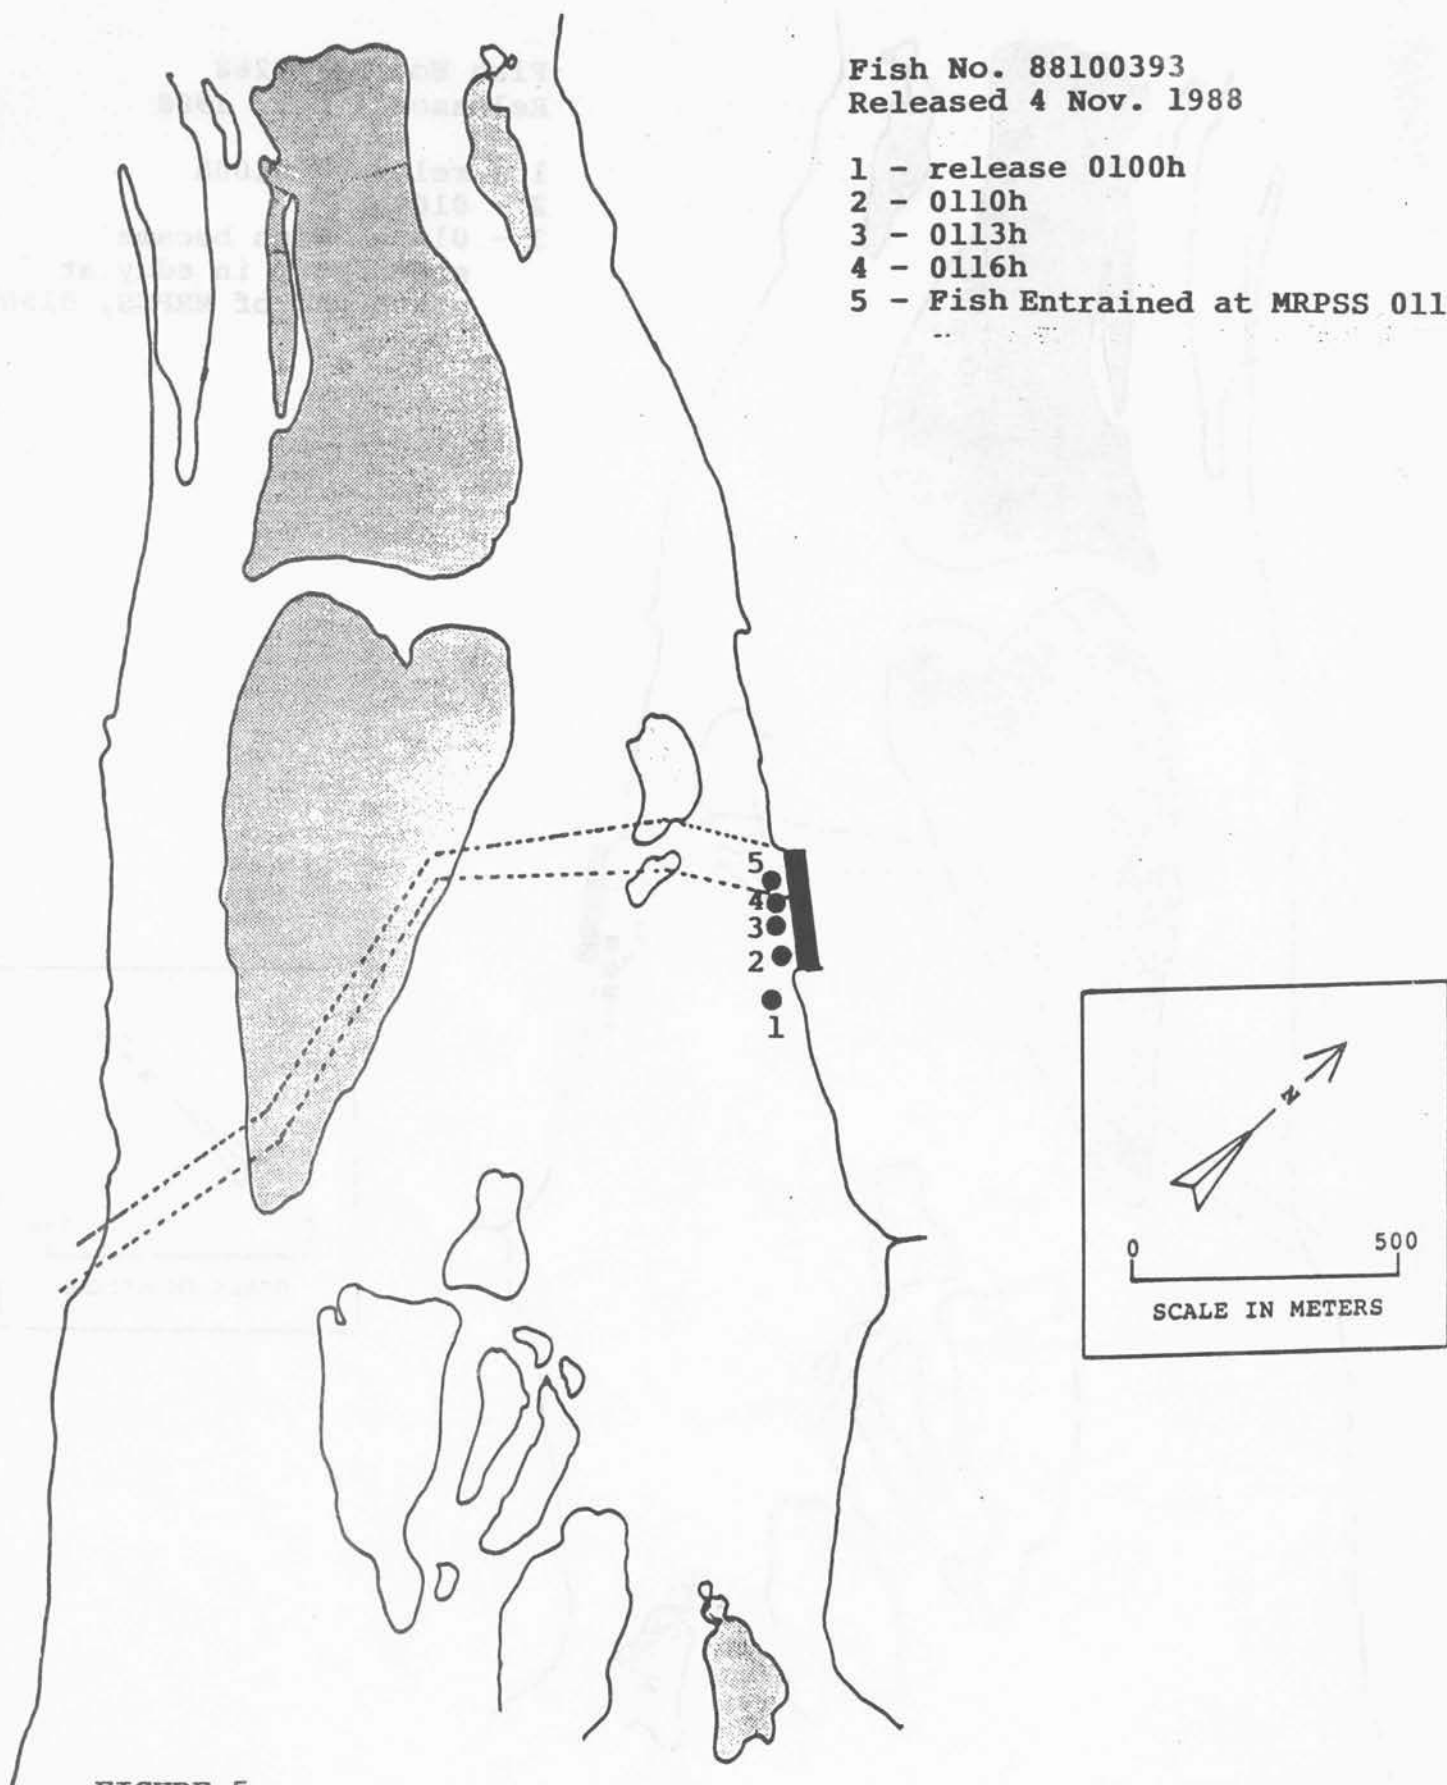 Fish No. 88100393
Released 4 Nov. 1988
1 - release 0100h
2 - 0110h
3 - 0113h
4 - 0116h
5 - Fish Entrained at MRPSS 011
5
4
3
2
1
N
0 500
SCALE IN METERS
FIGURE 5